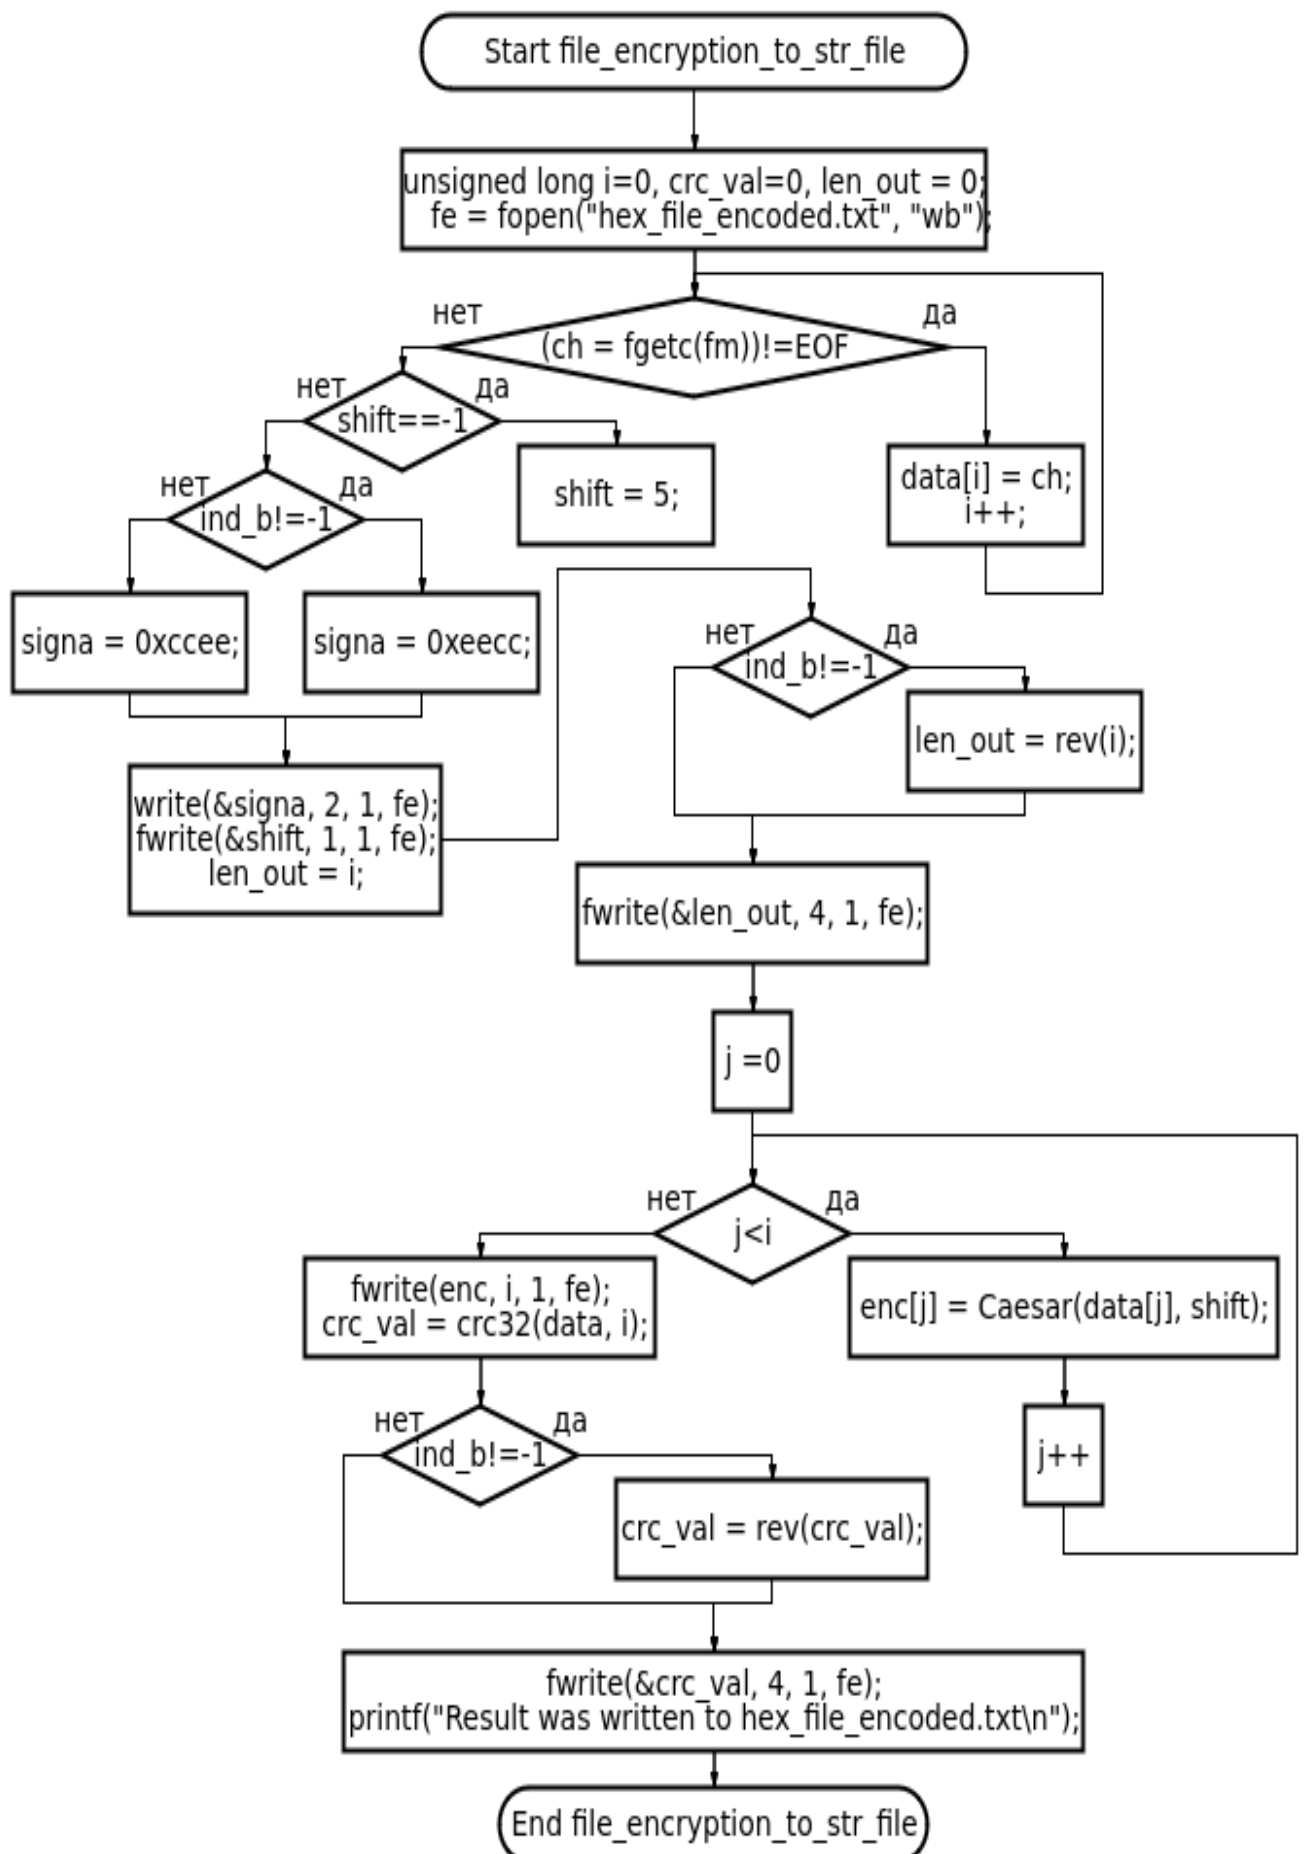 Start file_encryption_to_str_file
unsigned long i=0, crc_val=0, len_out = 0;
fe = fopen("hex_file_encoded.txt", "wb");
нет
да
(ch = fgetc(fm))!=EOF
нет
да
shift==-1
shift = 5;
data[i] = ch;
i++;
нет
да
ind_b!=-1
signa = 0xccee;
signa = 0xeecc;
нет
да
ind_b!=-1
len_out = rev(i);
write(&signa, 2, 1, fe);
fwrite(&shift, 1, 1, fe);
len_out = i;
fwrite(&len_out, 4, 1, fe);
j =0
нет
да
j<i
fwrite(enc, i, 1, fe);
crc_val = crc32(data, i);
enc[j] = Caesar(data[j], shift);
нет
да
ind_b!=-1
j++
crc_val = rev(crc_val);
fwrite(&crc_val, 4, 1, fe);
printf("Result was written to hex_file_encoded.txt\n");
End file_encryption_to_str_file